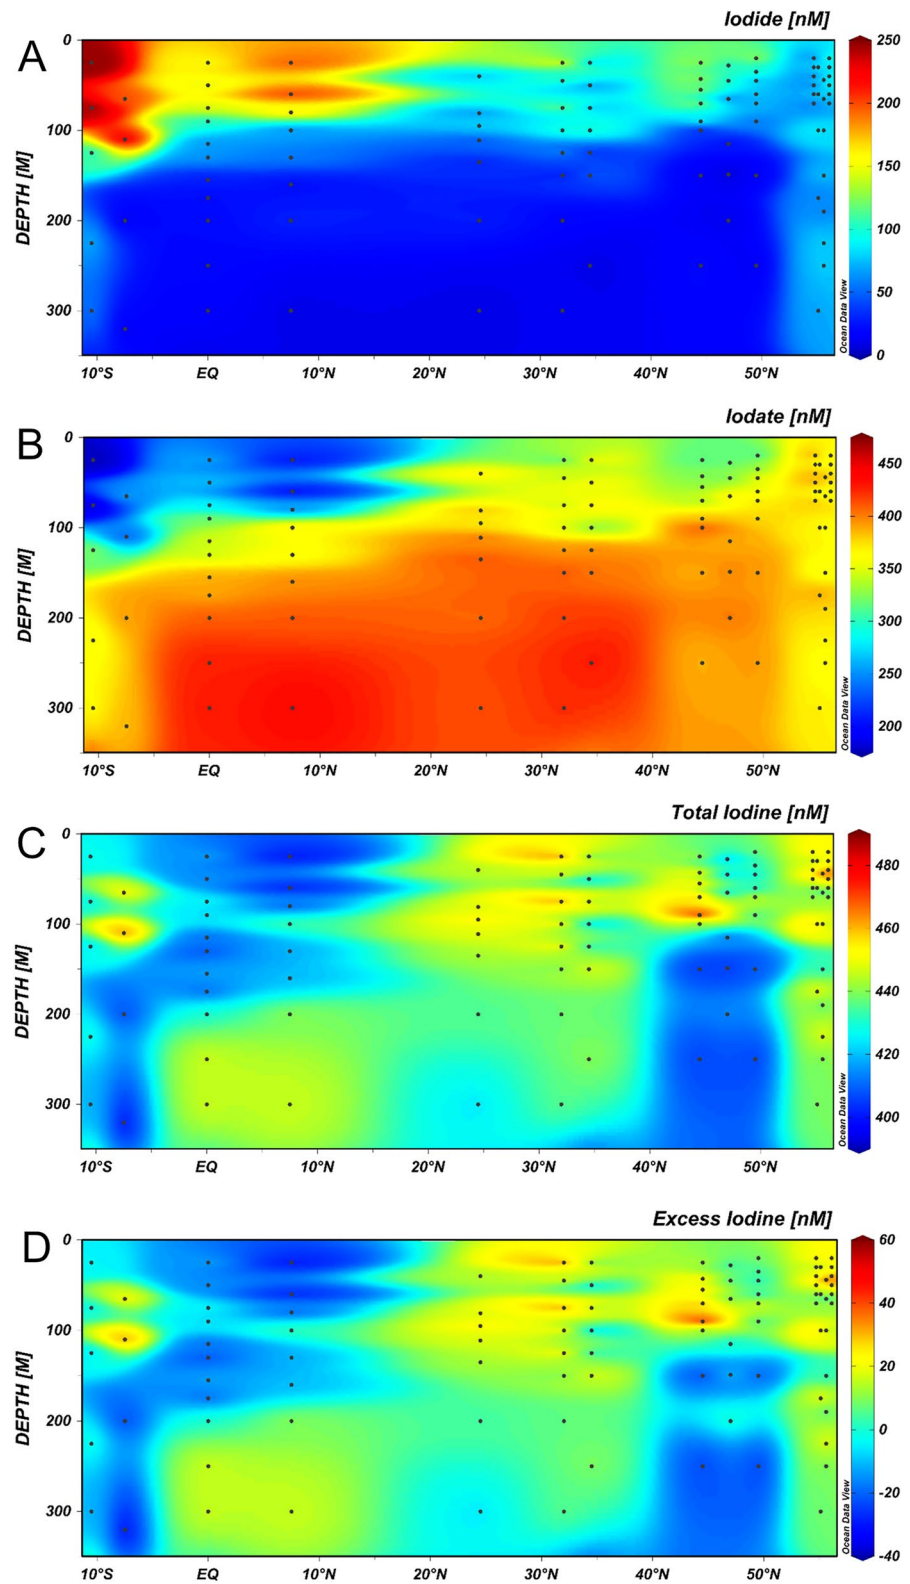 A
Iodide [nM]
0
100
200
300
DEPTH [M]
10°S EQ 10°N 20°N 30°N 40°N 50°N
Ocean Data View
250
200
150
100
50
0
B
Iodate [nM]
0
100
200
300
DEPTH [M]
10°S EQ 10°N 20°N 30°N 40°N 50°N
Ocean Data View
450
400
350
300
250
200
C
Total Iodine [nM]
0
100
200
300
DEPTH [M]
10°S EQ 10°N 20°N 30°N 40°N 50°N
Ocean Data View
480
460
440
420
400
D
Excess Iodine [nM]
0
100
200
300
DEPTH [M]
10°S EQ 10°N 20°N 30°N 40°N 50°N
Ocean Data View
60
40
20
0
-20
-40